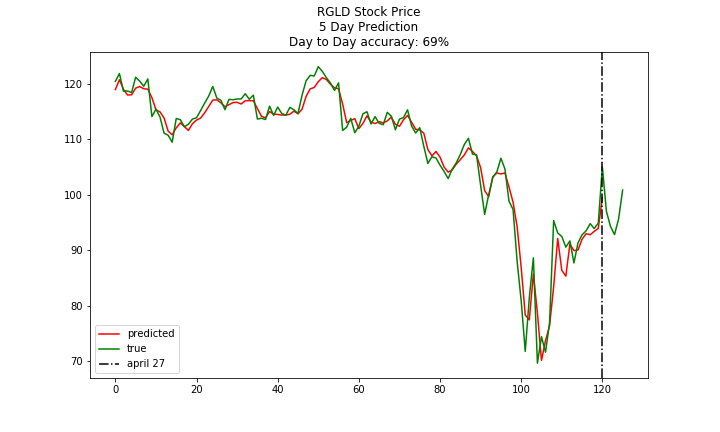 RGLD Stock Price
5 Day Prediction
Day to Day accuracy: 69%
120
110
100
90
80
70
predicted
true
april 27
0 20 40 60 80 100 120